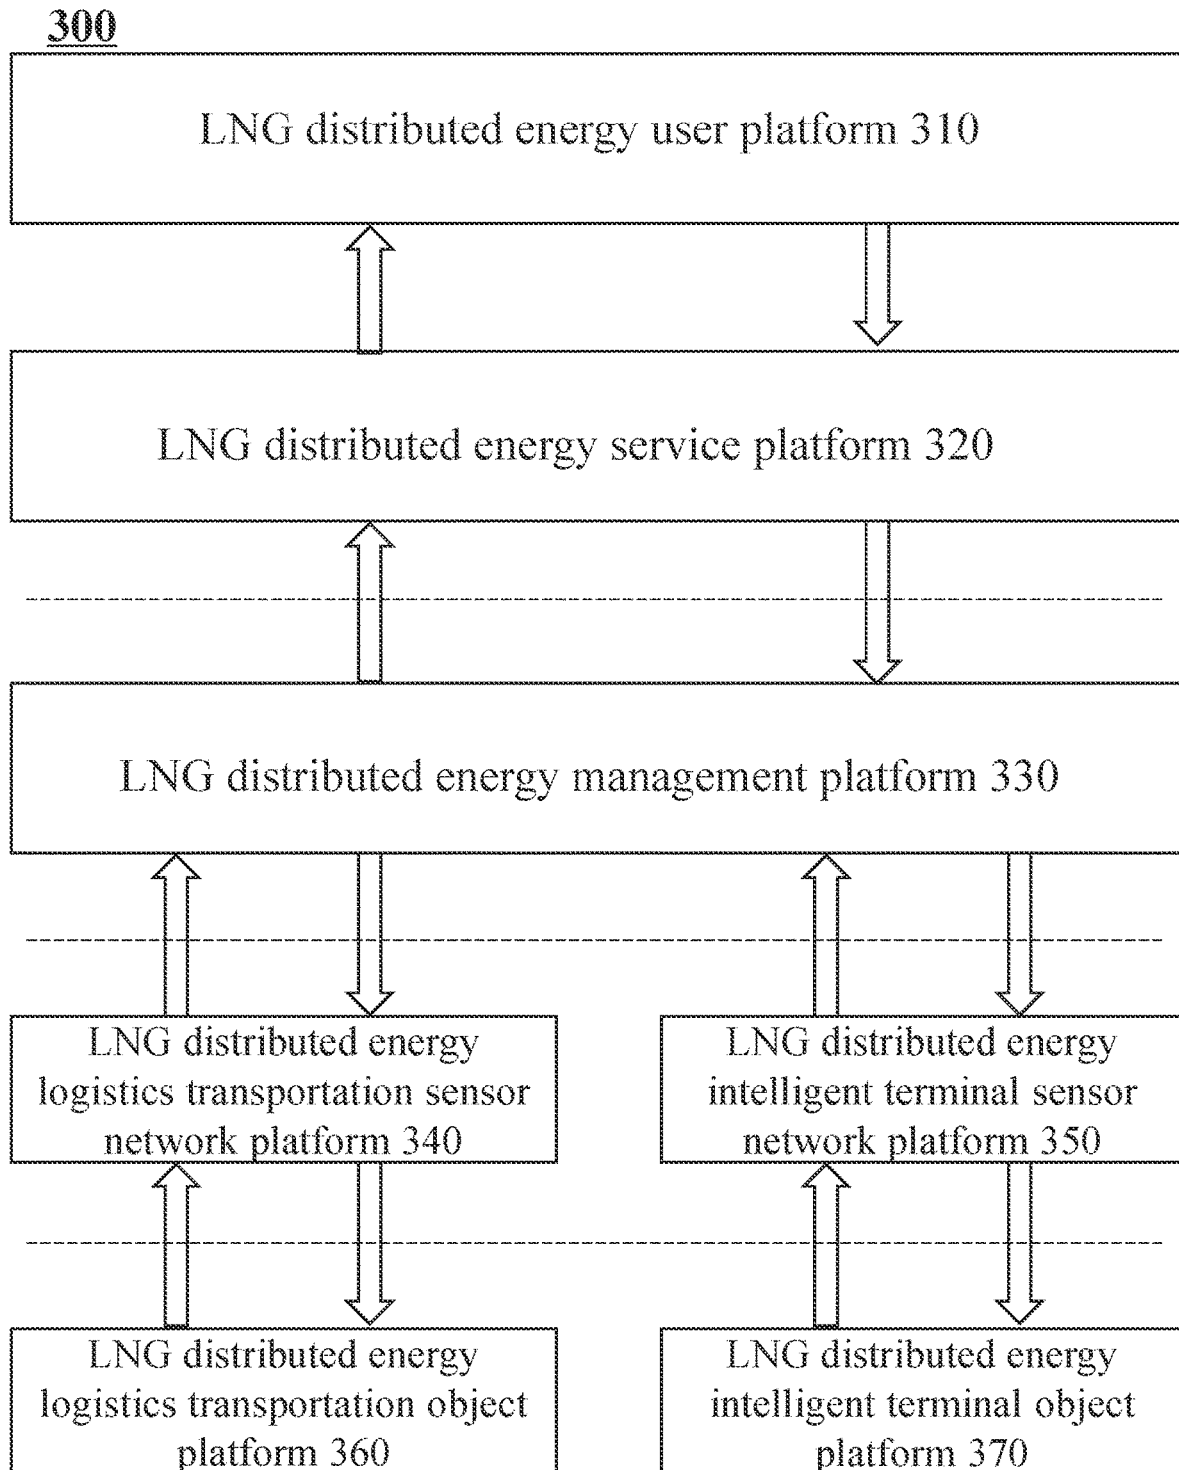 300
LNG distributed energy user platform 310
LNG distributed energy service platform 320
LNG distributed energy management platform 330
LNG distributed energy
logistics transportation sensor
network platform 340
LNG distributed energy
intelligent terminal sensor
network platform 350
LNG distributed energy
logistics transportation object
platform 360
LNG distributed energy
intelligent terminal object
platform 370